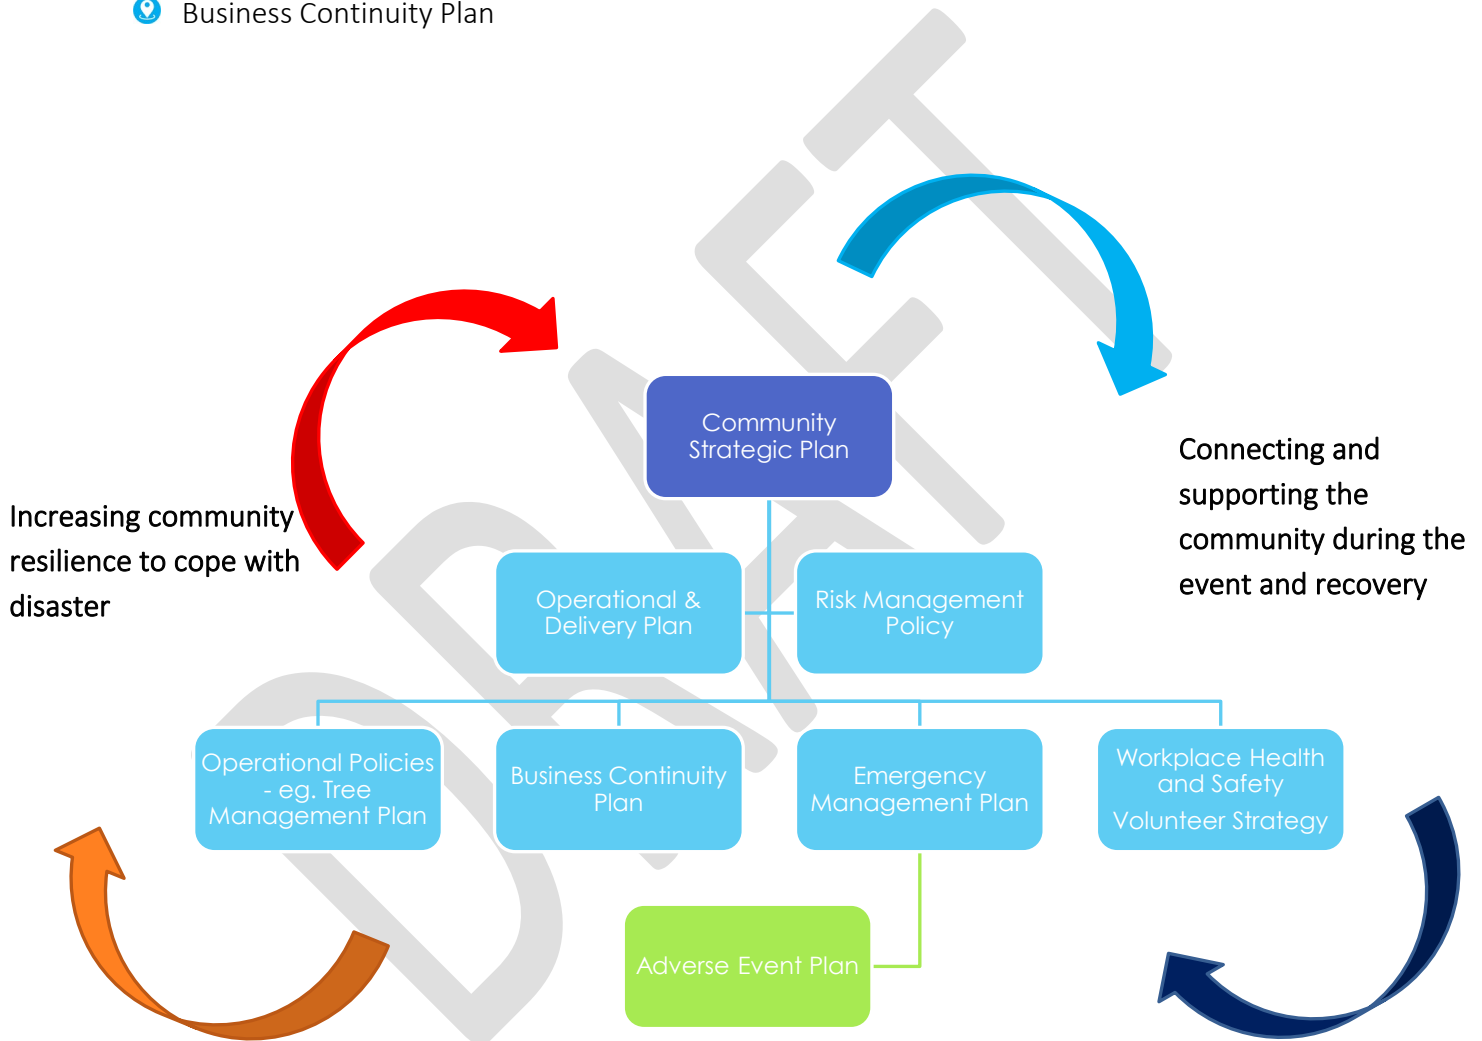 Business Continuity Plan
DRAFT
Community
Strategic Plan
Connecting and
supporting the
community during the
event and recovery
Increasing community
resilience to cope with
disaster
Operational &
Delivery Plan
Risk Management
Policy
Operational Policies
- eg. Tree
Management Plan
Business Continuity
Plan
Emergency
Management Plan
Workplace Health
and Safety
Volunteer Strategy
Adverse Event Plan